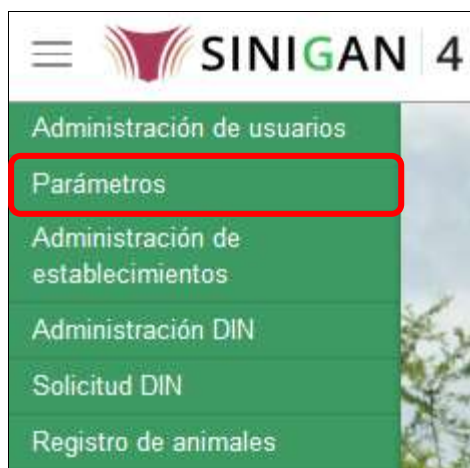 SINIGAN 4
Administración de usuarios
Parámetros
Administración de
establecimientos
Administración DIN
Solicitud DIN
Registro de animales